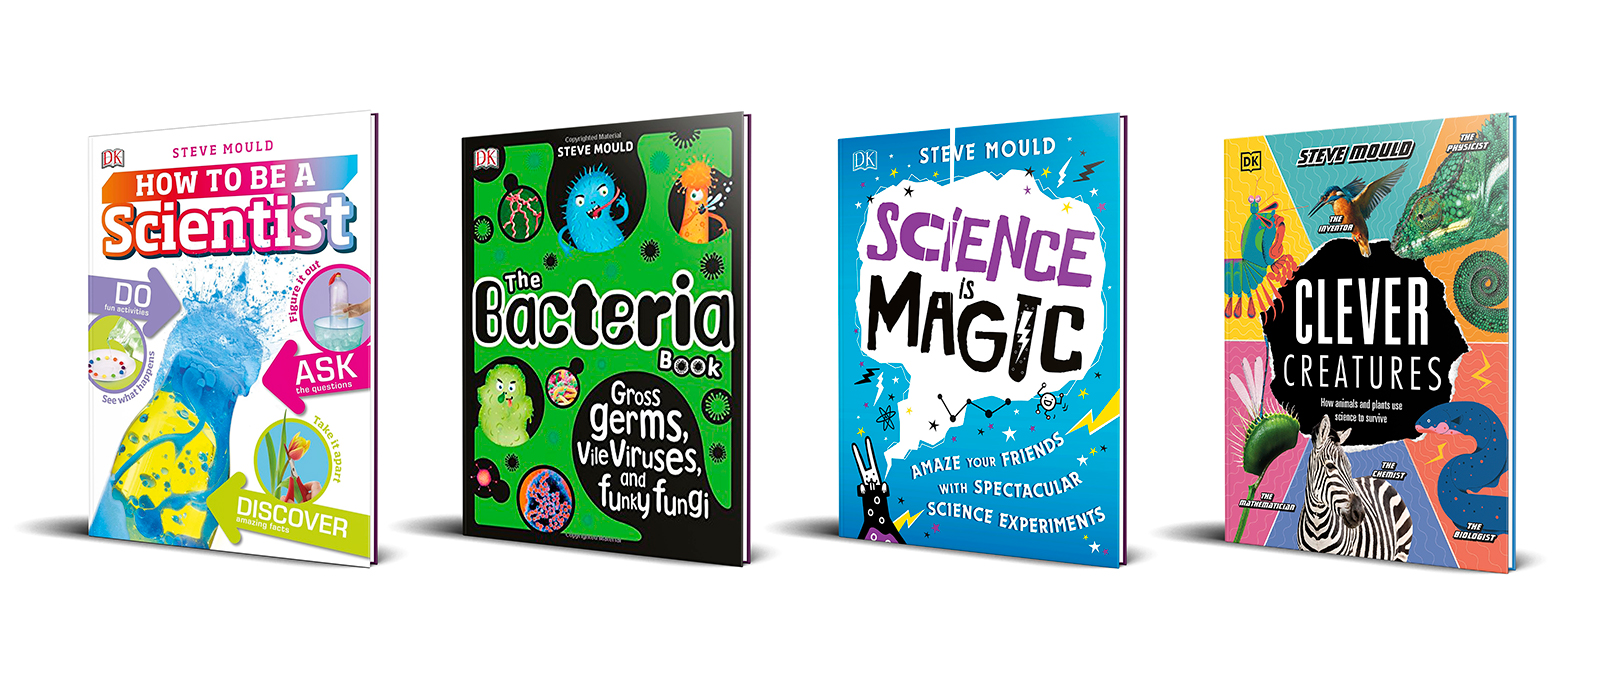 DK
STEVE MOULD
HOW TO BE A
Scientist
DO
fun activities
See what happens
Figure it out
ASK
the questions
Take it apart
DISCOVER
amazing facts
Copyrighted Material
DK
STEVE MOULD
The
Bacteria
Book
Gross
germs,
Vile Viruses,
and
funky fungi
Copyrighted Material
DK
STEVE MOULD
SCIENCE
IS
MAGIC
AMAZE YOUR FRIENDS
WITH SPECTACULAR
SCIENCE EXPERIMENTS
DK
STEVE MOULD
THE
PHYSICIST
THE
INVENTOR
CLEVER
CREATURES
How animals and plants use
science to survive
THE
CHEMIST
THE
MATHEMATICIAN
THE
BIOLOGIST